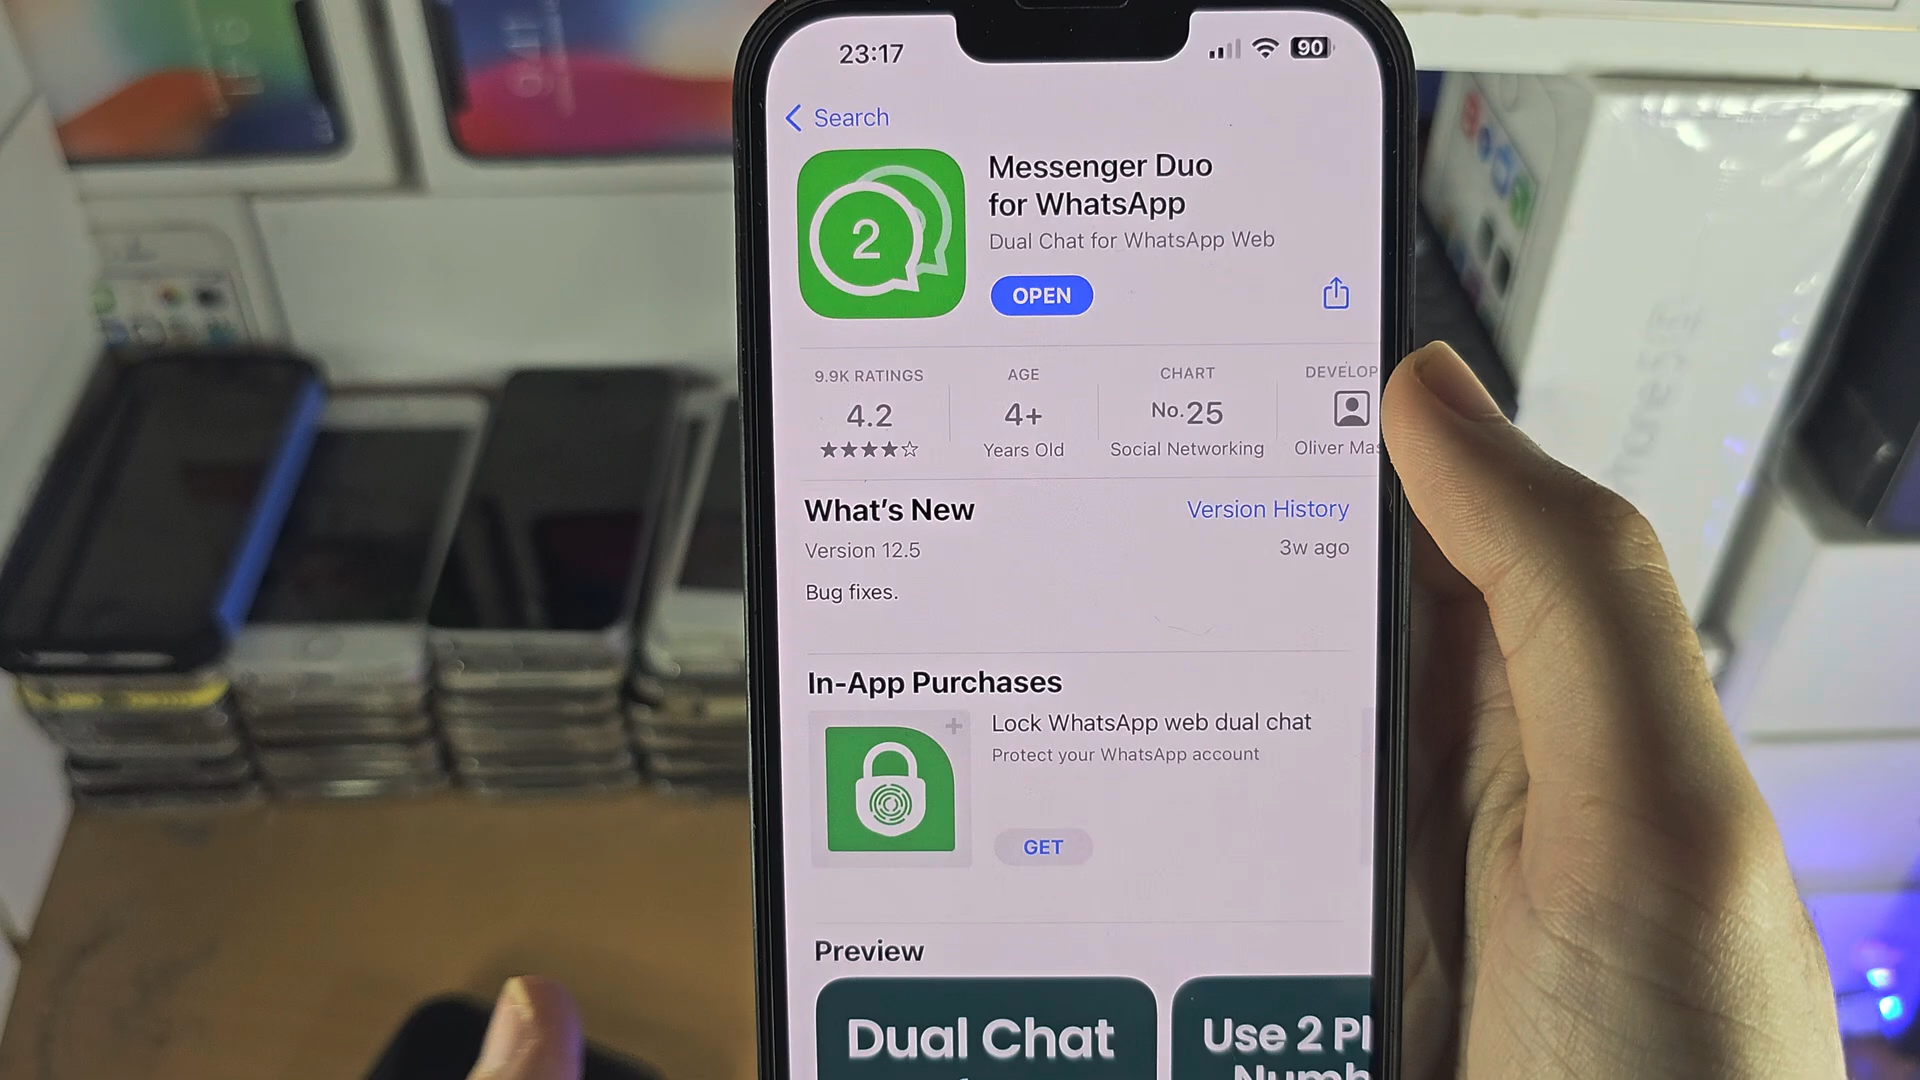 23:17
90
Search
Messenger Duo
for WhatsApp
Dual Chat for WhatsApp Web
2
OPEN
9.9K RATINGS
AGE
CHART
DEVELOP
4.2
4+
No.25
Years Old
Social Networking
Oliver Mas
What's New
Version History
Version 12.5
3w ago
Bug fixes.
In-App Purchases
Lock WhatsApp web dual chat
Protect your WhatsApp account
GET
Preview
Dual Chat
Use 2 Pl